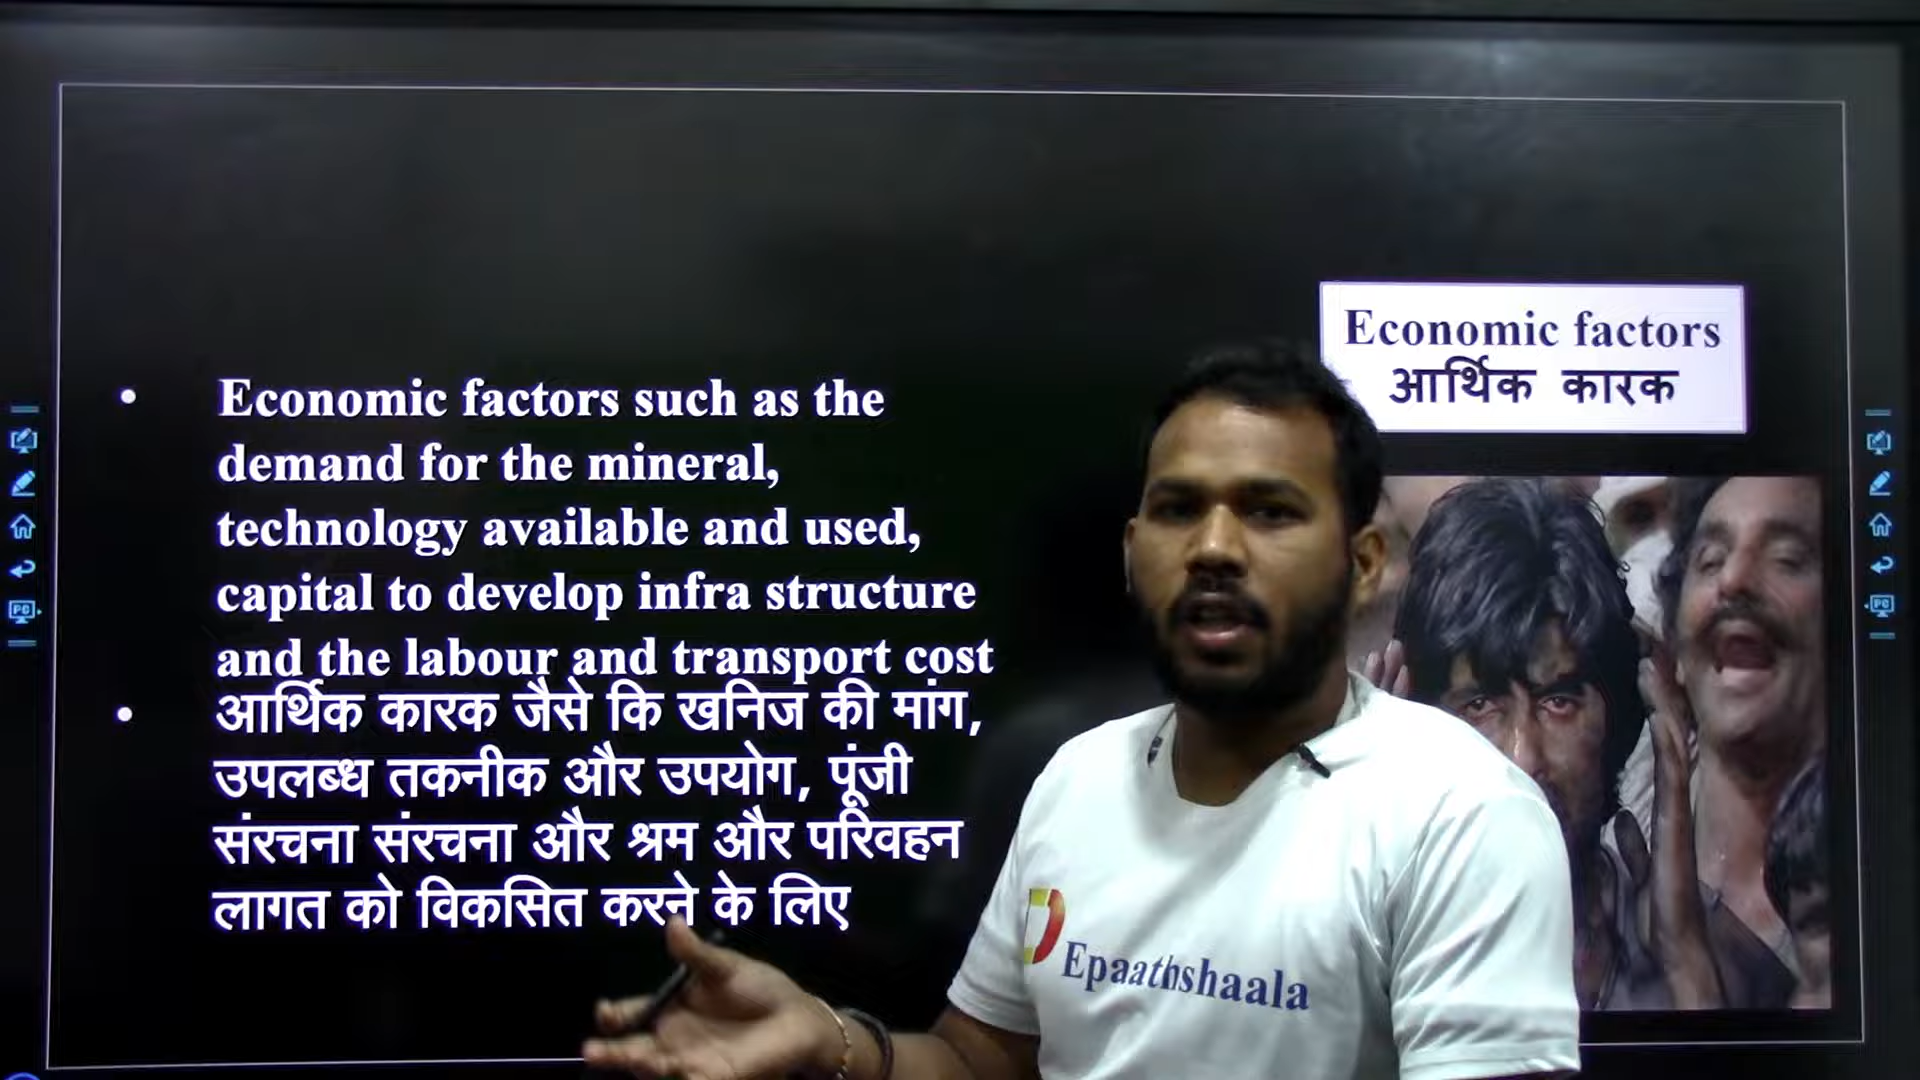 Economic factors
आर्थिक कारक
• Economic factors such as the
demand for the mineral,
technology available and used,
capital to develop infra structure
and the labour and transport cost
• आर्थिक कारक जैसे कि खनिज की मांग,
उपलब्ध तकनीक और उपयोग, पूंजी
संरचना संरचना और श्रम और परिवहन
लागत को विकसित करने के लिए
Epaathshaala
PC
PC